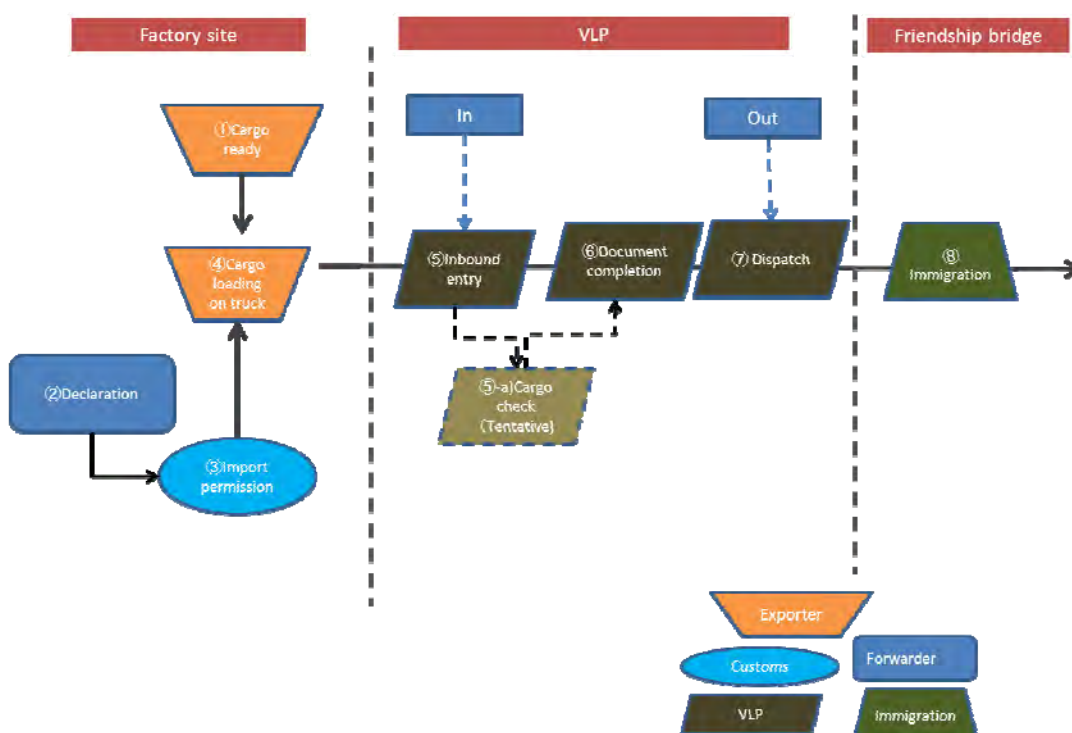 Factory site
VLP
Friendship bridge
In
Out
①Cargo
ready
④Cargo
loading
on truck
⑤Inbound
entry
⑥Document
completion
⑦ Dispatch
⑧
Immigration
②Declaration
⑤-a)Cargo
check
(Tentative)
③Import
permission
Exporter
Customs
Forwarder
VLP
Immigration